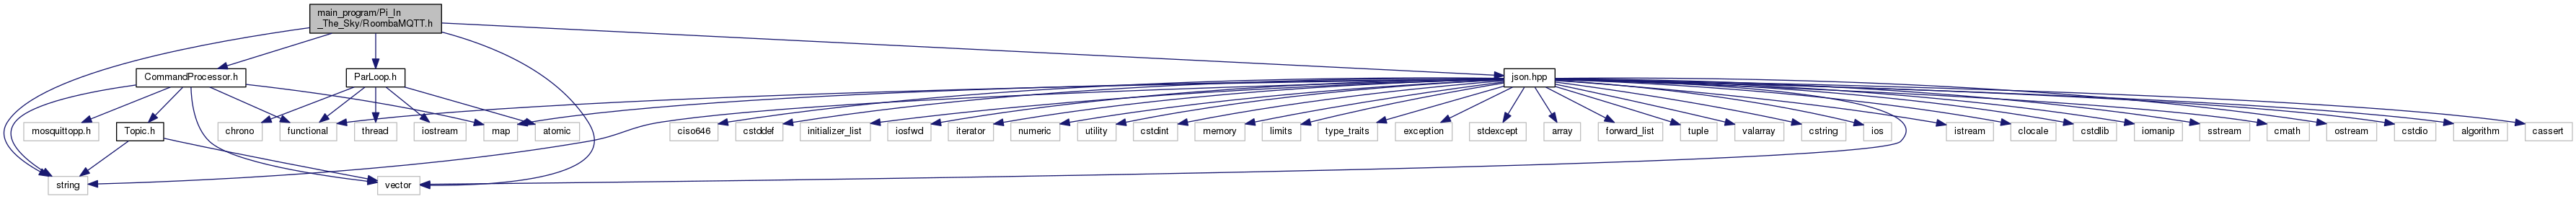 main_program/Pi_In
_The_Sky/RoombaMQTT.h
CommandProcessor.h
ParLoop.h
json.hpp
mosquittopp.h
Topic.h
chrono
functional
thread
iostream
map
atomic
ciso646
cstddef
initializer_list
iosfwd
iterator
numeric
utility
cstdint
memory
limits
type_traits
exception
stdexcept
array
forward_list
tuple
valarray
cstring
ios
istream
clocale
cstdlib
iomanip
sstream
cmath
ostream
cstdio
algorithm
cassert
string
vector